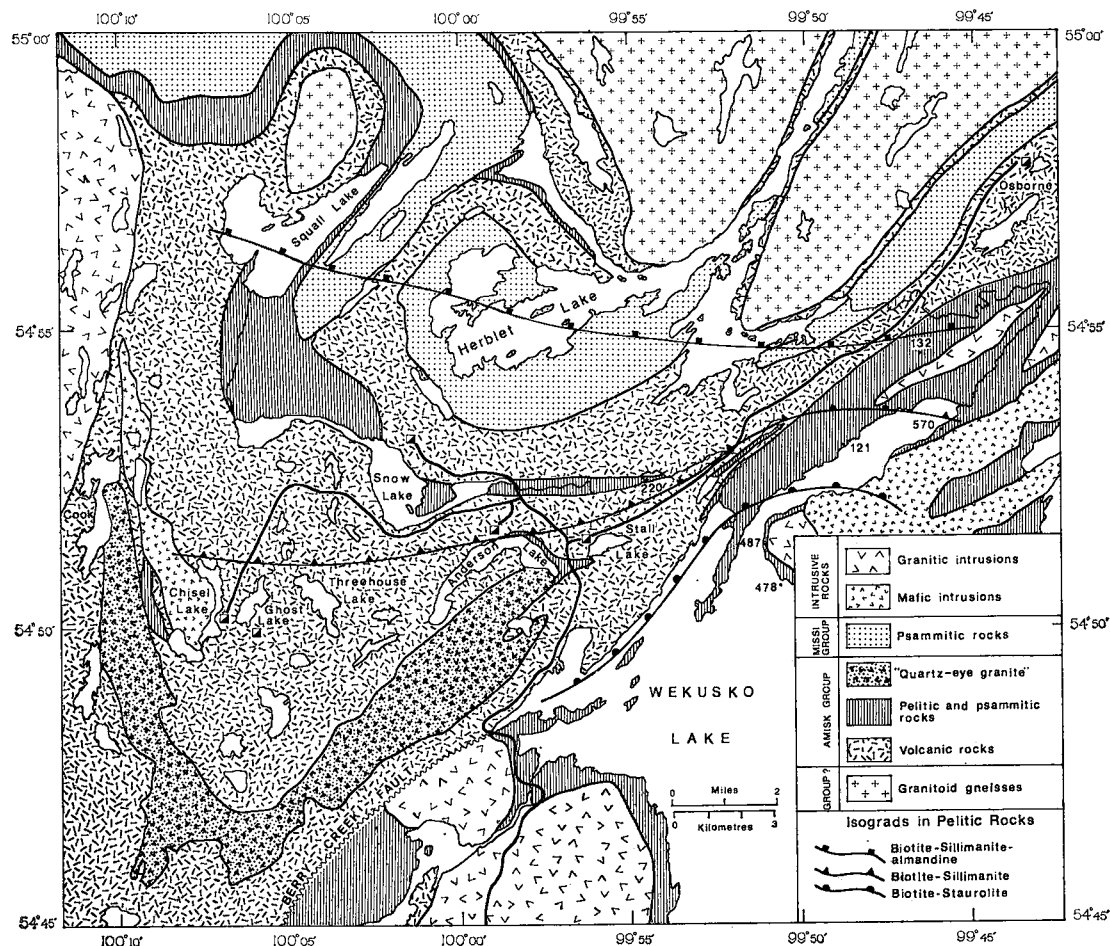 100°10' 100°05' 100°00' 99°55' 99°50' 99°45'
55°00' 55°00'
Osborne
Squall Lake
Herblet Lake
54°55' 54°55'
132
570
121
Snow
Lake
220
Cook
Stall
Lake
Anderson Lake
487
478
Chisel
Lake
Threehouse
Lake
Ghost
Lake
54°50' 54°50'
WEKUSKO
LAKE
BERRY CREEK FAULT
Miles
0 2
0 3
Kilometres
INTRUSIVE
ROCKS
Granitic intrusions
Mafic intrusions
MISSI
GROUP
Psammitic rocks
AMISK GROUP
"Quartz-eye granite"
Pelitic and psammitic
rocks
Volcanic rocks
GROUP?
Granitoid gneisses
Isograds in Pelitic Rocks
Biotite-Sillimanite-
almandine
Biotite-Sillimanite
Biotite-Staurolite
54°45' 54°45'
100°10' 100°05' 100°00' 99°55' 99°50' 99°45'